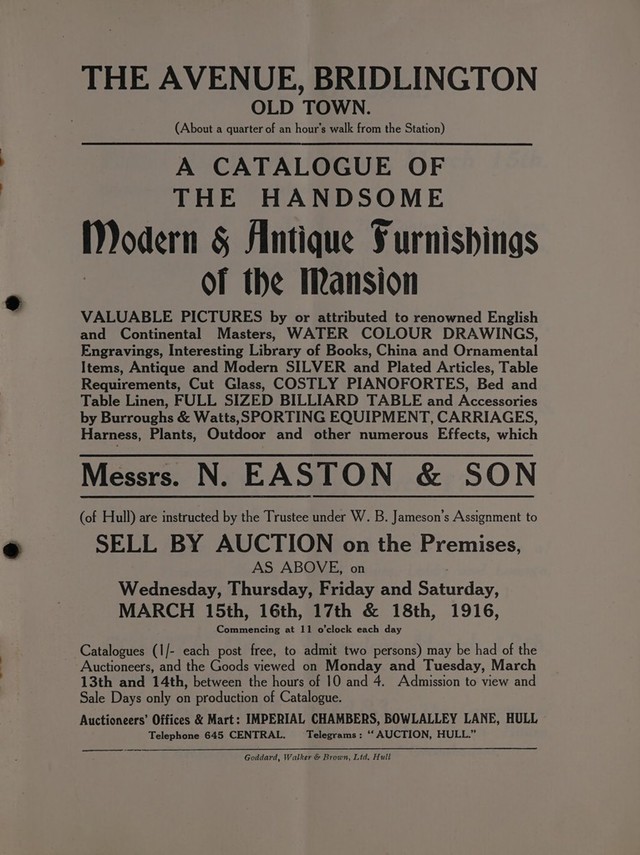 THE AVENUE, BRIDLINGTON
OLD TOWN.
(About a quarter of an hour's walk from the Station)
A CATALOGUE OF
THE HANDSOME
Modern & Antique Furnishings
of the Mansion
VALUABLE PICTURES by or attributed to renowned English
and Continental Masters, WATER COLOUR DRAWINGS,
Engravings, Interesting Library of Books, China and Ornamental
Items, Antique and Modern SILVER and Plated Articles, Table
Requirements, Cut Glass, COSTLY PIANOFORTES, Bed and
Table Linen, FULL SIZED BILLIARD TABLE and Accessories
by Burroughs & Watts, SPORTING EQUIPMENT, CARRIAGES,
Harness, Plants, Outdoor and other numerous Effects, which
Messrs. N. EASTON & SON
(of Hull) are instructed by the Trustee under W. B. Jameson's Assignment to
SELL BY AUCTION on the Premises,
AS ABOVE, on
Wednesday, Thursday, Friday and Saturday,
MARCH 15th, 16th, 17th & 18th, 1916,
Commencing at 11 o'clock each day
Catalogues (1/- each post free, to admit two persons) may be had of the
Auctioneers, and the Goods viewed on Monday and Tuesday, March
13th and 14th, between the hours of 10 and 4. Admission to view and
Sale Days only on production of Catalogue.
Auctioneers' Offices & Mart: IMPERIAL CHAMBERS, BOWLALLEY LANE, HULL
Telephone 645 CENTRAL. Telegrams: "AUCTION, HULL."
Goddard, Walker & Brown, Ltd, Hull